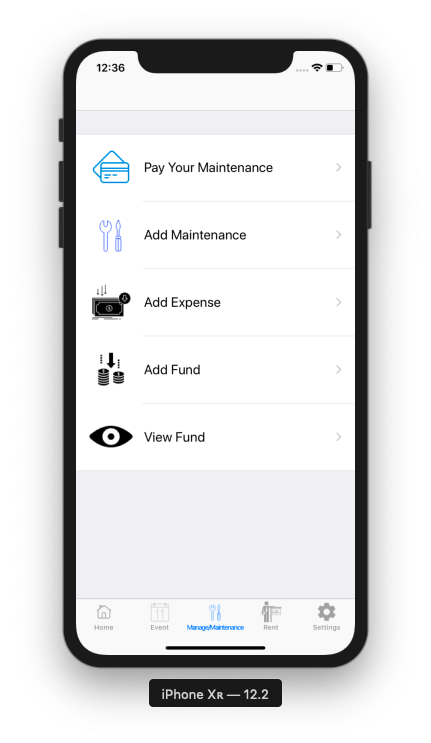 12:36
Pay Your Maintenance
Add Maintenance
Add Expense
Add Fund
View Fund
Home
Event
Manage/Maintenance
Rent
Settings
iPhone Xʀ — 12.2